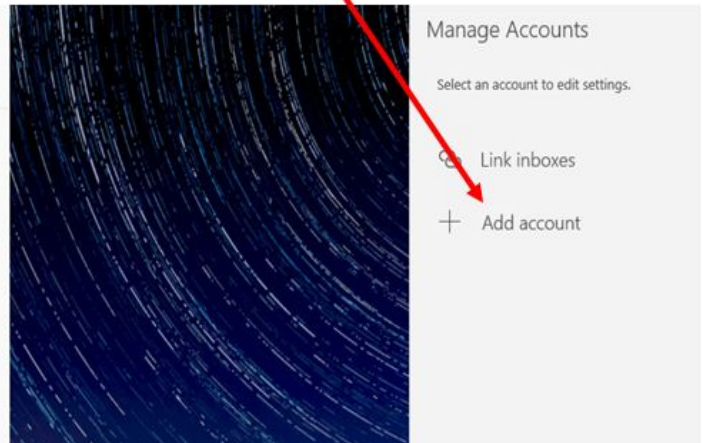 Manage Accounts
Select an account to edit settings.
Link inboxes
Add account